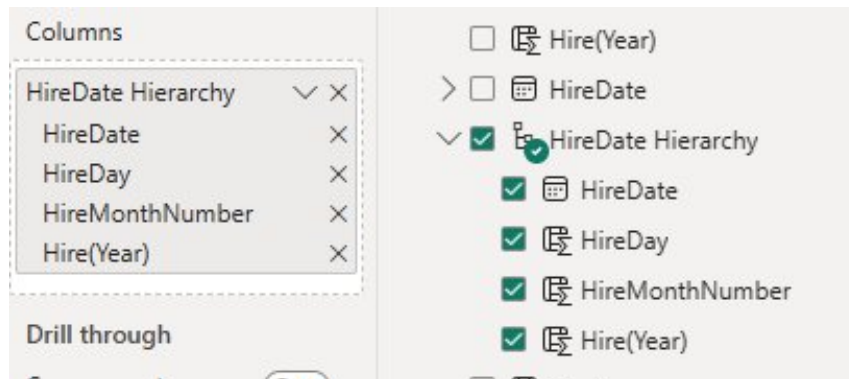 Columns
HireDate Hierarchy
HireDate
HireDay
HireMonthNumber
Hire(Year)
Drill through
Hire(Year)
HireDate
HireDate Hierarchy
HireDate
HireDay
HireMonthNumber
Hire(Year)